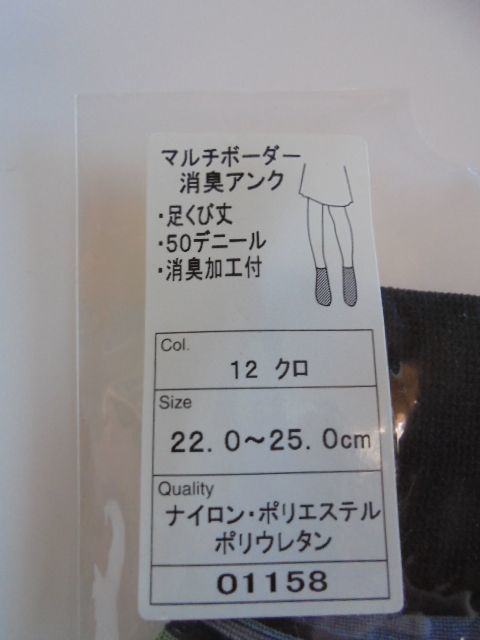 マルチボーダー
消臭アンク
・足くび丈
・50デニール
・消臭加工付
Col.
12 クロ
Size
22.0～25.0cm
Quality
ナイロン・ポリエステル
ポリウレタン
01158